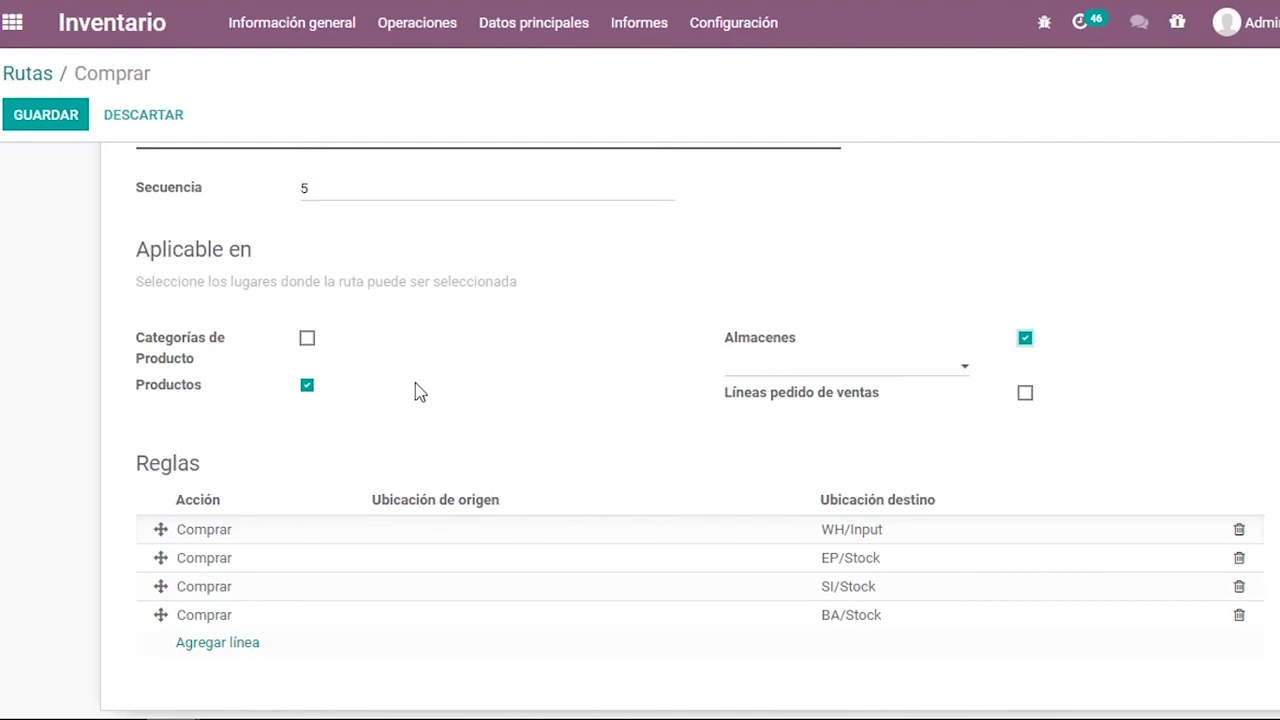 Inventario Información general Operaciones Datos principales Informes Configuración 46 Admin
Rutas / Comprar
GUARDAR DESCARTAR
Secuencia 5
Aplicable en
Seleccione los lugares donde la ruta puede ser seleccionada
Categorías de Producto
Almacenes
Productos
Líneas pedido de ventas
Reglas
Acción Ubicación de origen Ubicación destino
Comprar WH/Input
Comprar EP/Stock
Comprar SI/Stock
Comprar BA/Stock
Agregar línea